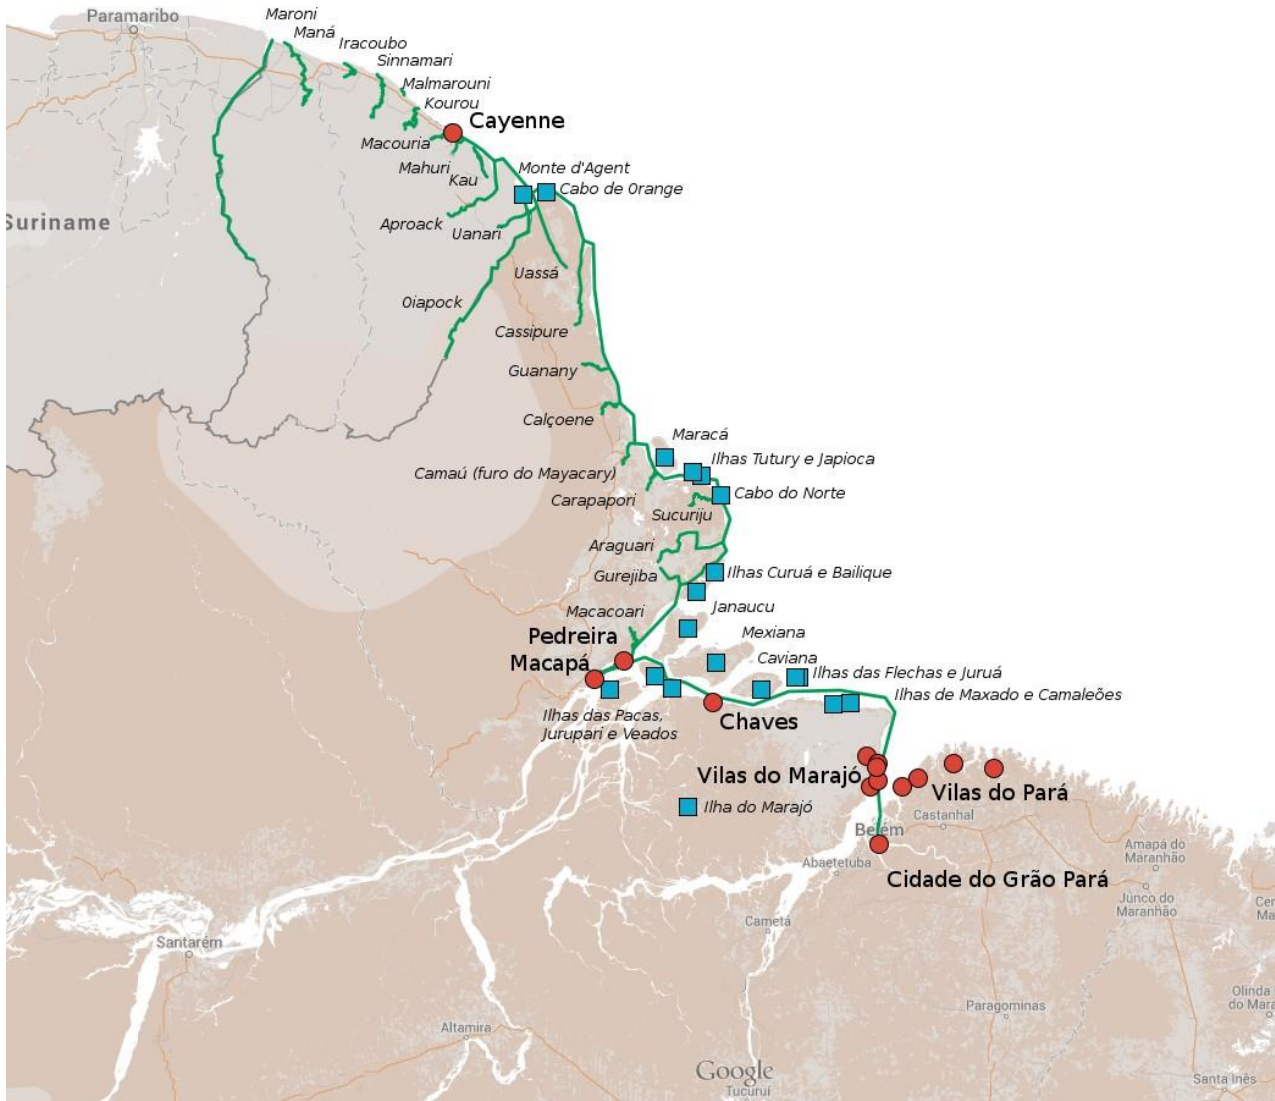 Paramaribo
Maroni
Maná
Iracoubo
Sinnamari
Malmarouni
Kourou
Cayenne
Macouria
Mahuri
Kau
Monte d'Agent
Cabo de Orange
Suriname
Aproack
Uanari
Uassá
Oiapock
Cassipure
Guanany
Calçoene
Maracá
Camaú (furo do Mayacary)
Ilhas Tutury e Japioca
Carapapori
Cabo do Norte
Sucuriju
Araguari
Gurejiba
Ilhas Curuá e Bailique
Macacoari
Janaucu
Pedreira
Mexiana
Macapá
Caviana
Ilhas das Flechas e Juruá
Ilhas de Maxado e Camaleões
Ilhas das Pacas,
Jurupari e Veados
Chaves
Vilas do Marajó
Vilas do Pará
Ilha do Marajó
Castanhal
Belém
Abaetetuba
Amapá do
Maranhão
Cidade do Grão Pará
Junco do
Maranhão
Cametá
Santarém
Olinda
do Mara
Paragominas
Altamira
Google
Tucuruí
Santa Inês